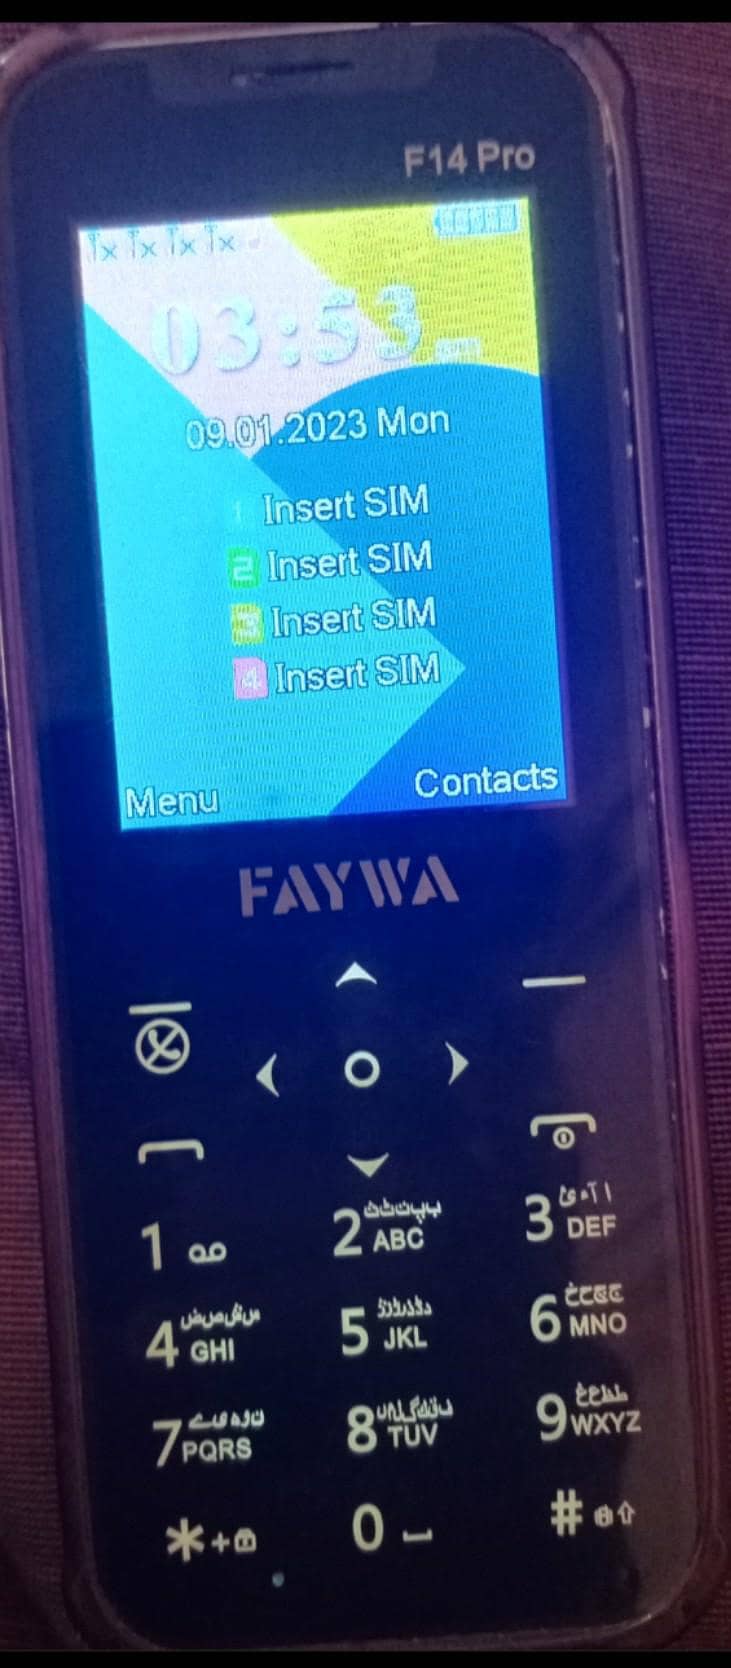 F14 Pro
03:53
09.01.2023 Mon
Insert SIM
2 Insert SIM
3 Insert SIM
4 Insert SIM
Menu
Contacts
FAYWA
1
2 ABC
3 DEF
4 GHI
5 JKL
6 MNO
7 PQRS
8 TUV
9 WXYZ
* +
0
#